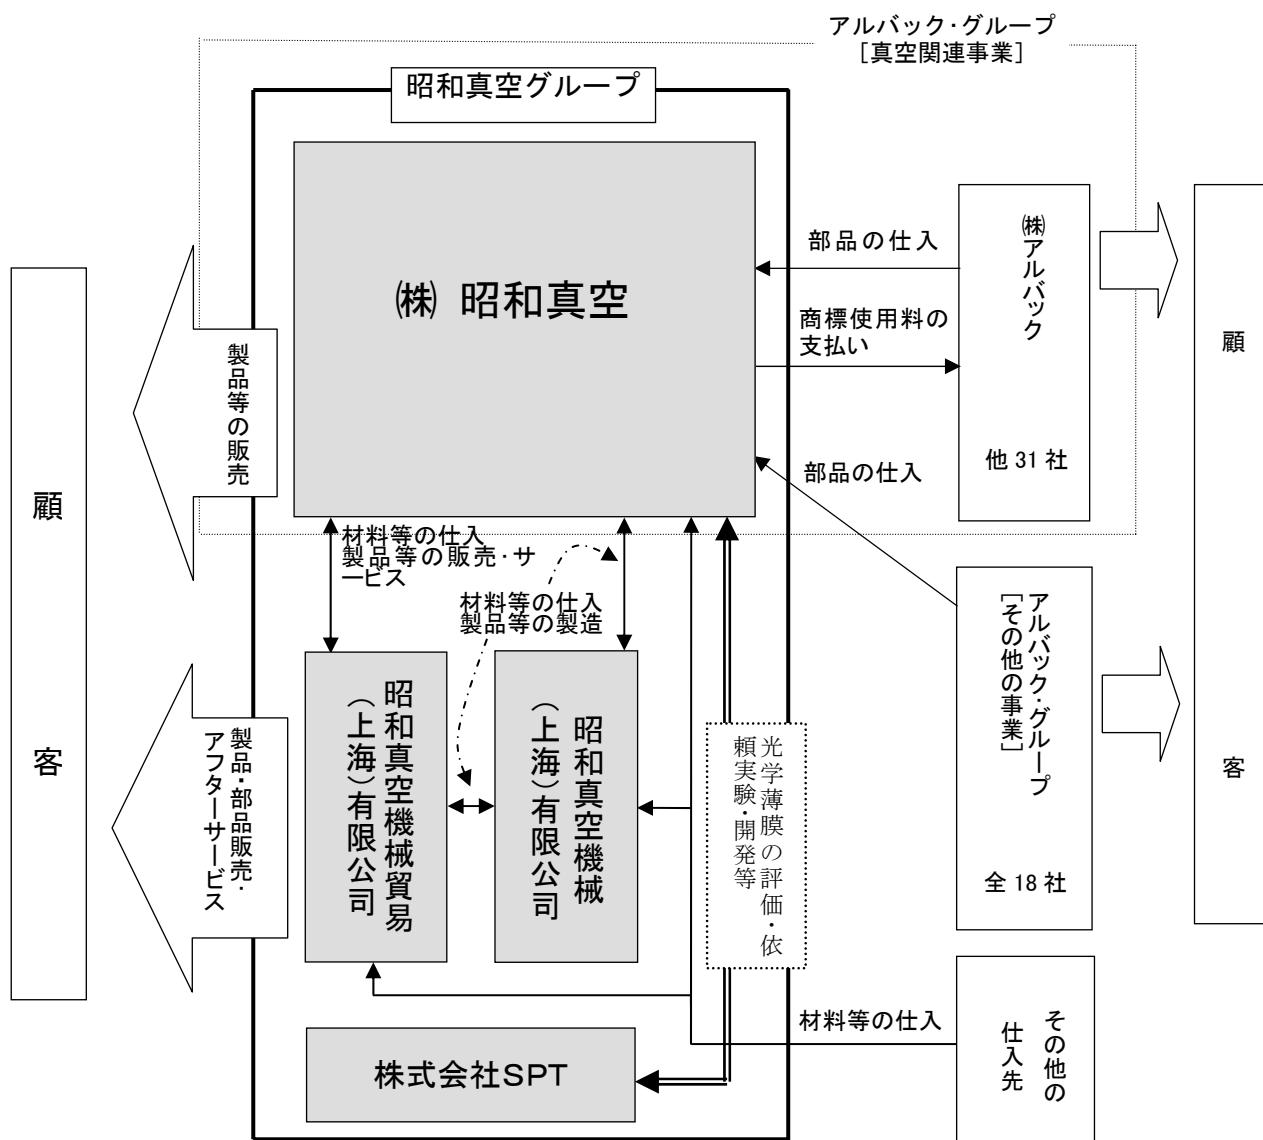 アルバック・グループ
［真空関連事業］
昭和真空グループ
㈱ 昭和真空
部品の仕入
商標使用料の
支払い
㈱アルバック
他 31 社
顧
客
製品等の販売
顧
客
部品の仕入
材料等の仕入
製品等の販売・サ
ービス
材料等の仕入
製品等の製造
アルバック・グループ
［その他の事業］
全 18 社
製品・部品販売・
アフターサービス
昭和真空機械貿易
（上海）有限公司
昭和真空機械
（上海）有限公司
光学薄膜の評価・依
頼実験・開発等
材料等の仕入
その他の
仕入先
株式会社SPT